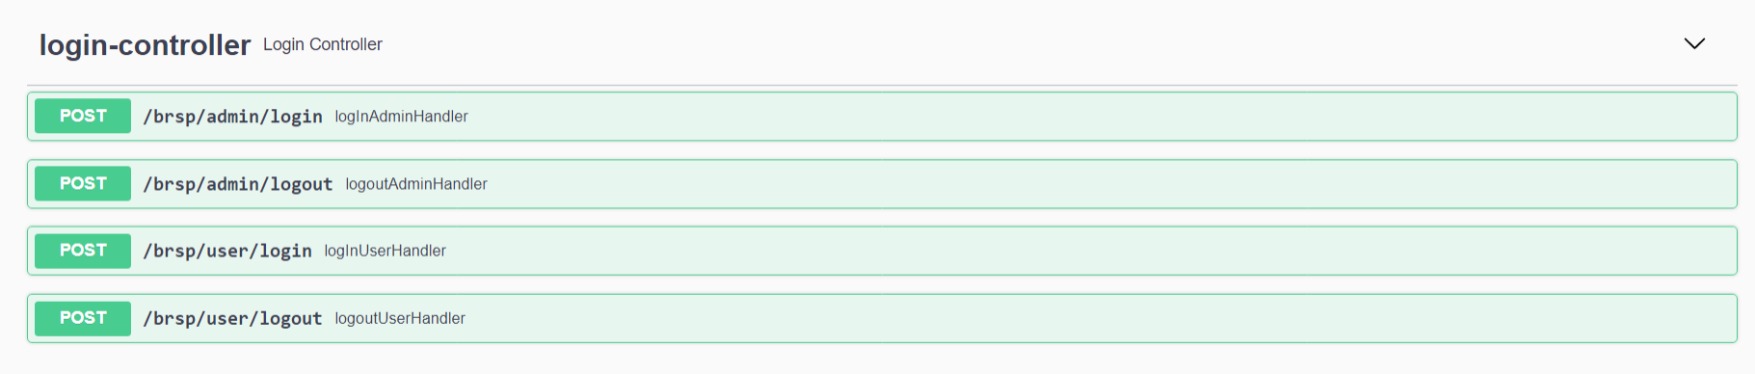 login-controller Login Controller
POST /brsp/admin/login logInAdminHandler
POST /brsp/admin/logout logoutAdminHandler
POST /brsp/user/login logInUserHandler
POST /brsp/user/logout logoutUserHandler